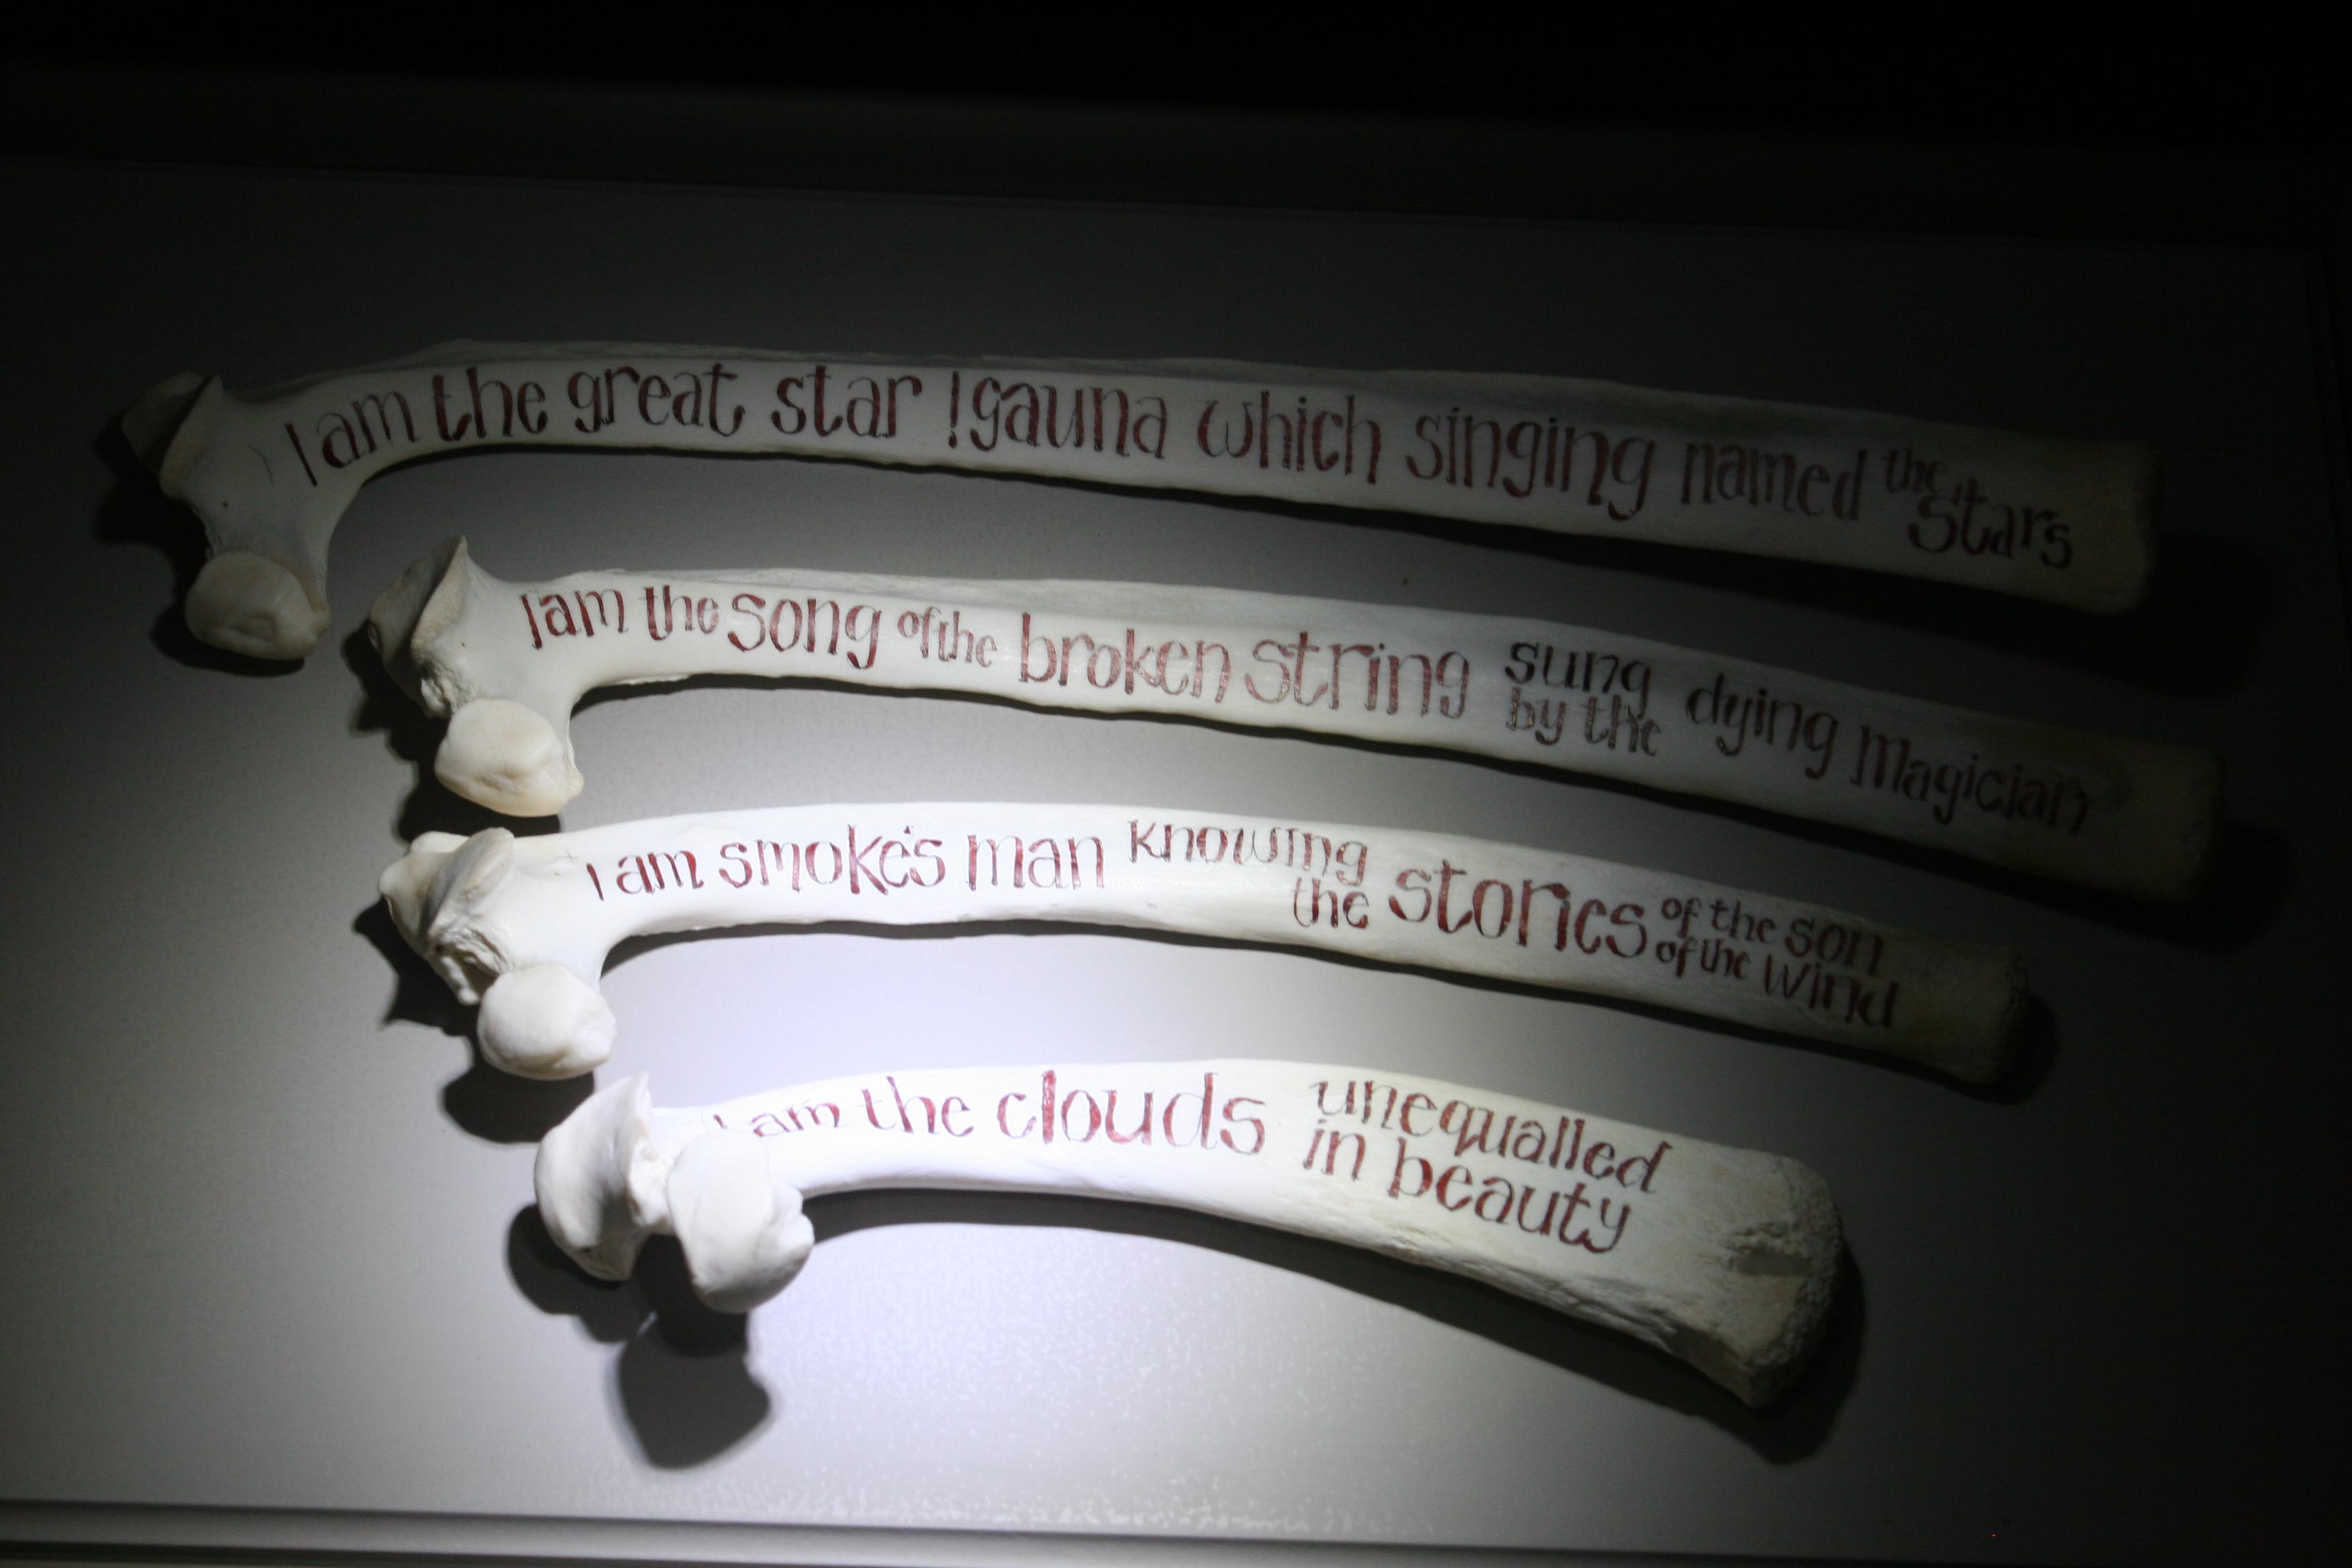 I am the great star !gauna which singing named the stars
I am the song of the broken string sung by the dying magician
I am smoke's man knowing the stories of the son of the wind
I am the clouds unequalled in beauty